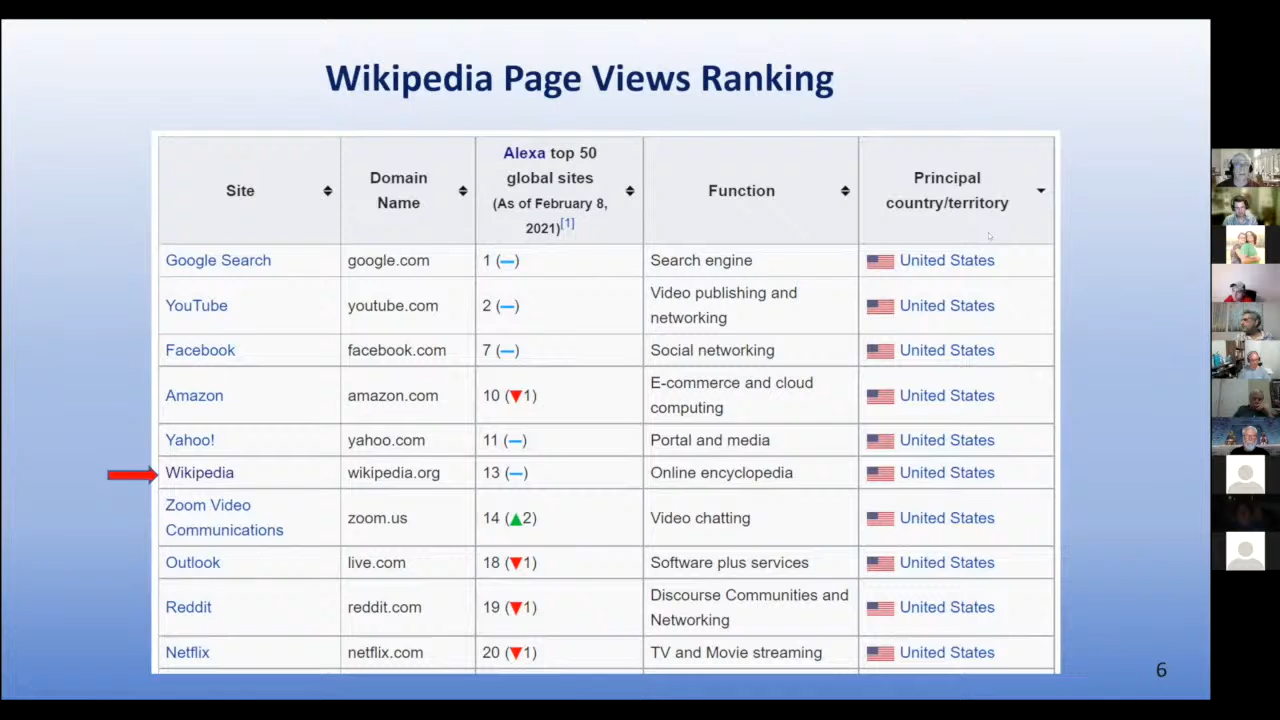 Wikipedia Page Views Ranking
Site
Domain
Name
Alexa top 50
global sites
(As of February 8,
2021)[1]
Function
Principal
country/territory
Google Search google.com 1 (—) Search engine United States
YouTube youtube.com 2 (—) Video publishing and
networking United States
Facebook facebook.com 7 (—) Social networking United States
Amazon amazon.com 10 (▼1) E-commerce and cloud
computing United States
Yahoo! yahoo.com 11 (—) Portal and media United States
Wikipedia wikipedia.org 13 (—) Online encyclopedia United States
Zoom Video
Communications zoom.us 14 (▲2) Video chatting United States
Outlook live.com 18 (▼1) Software plus services United States
Reddit reddit.com 19 (▼1) Discourse Communities and
Networking United States
Netflix netflix.com 20 (▼1) TV and Movie streaming United States
6